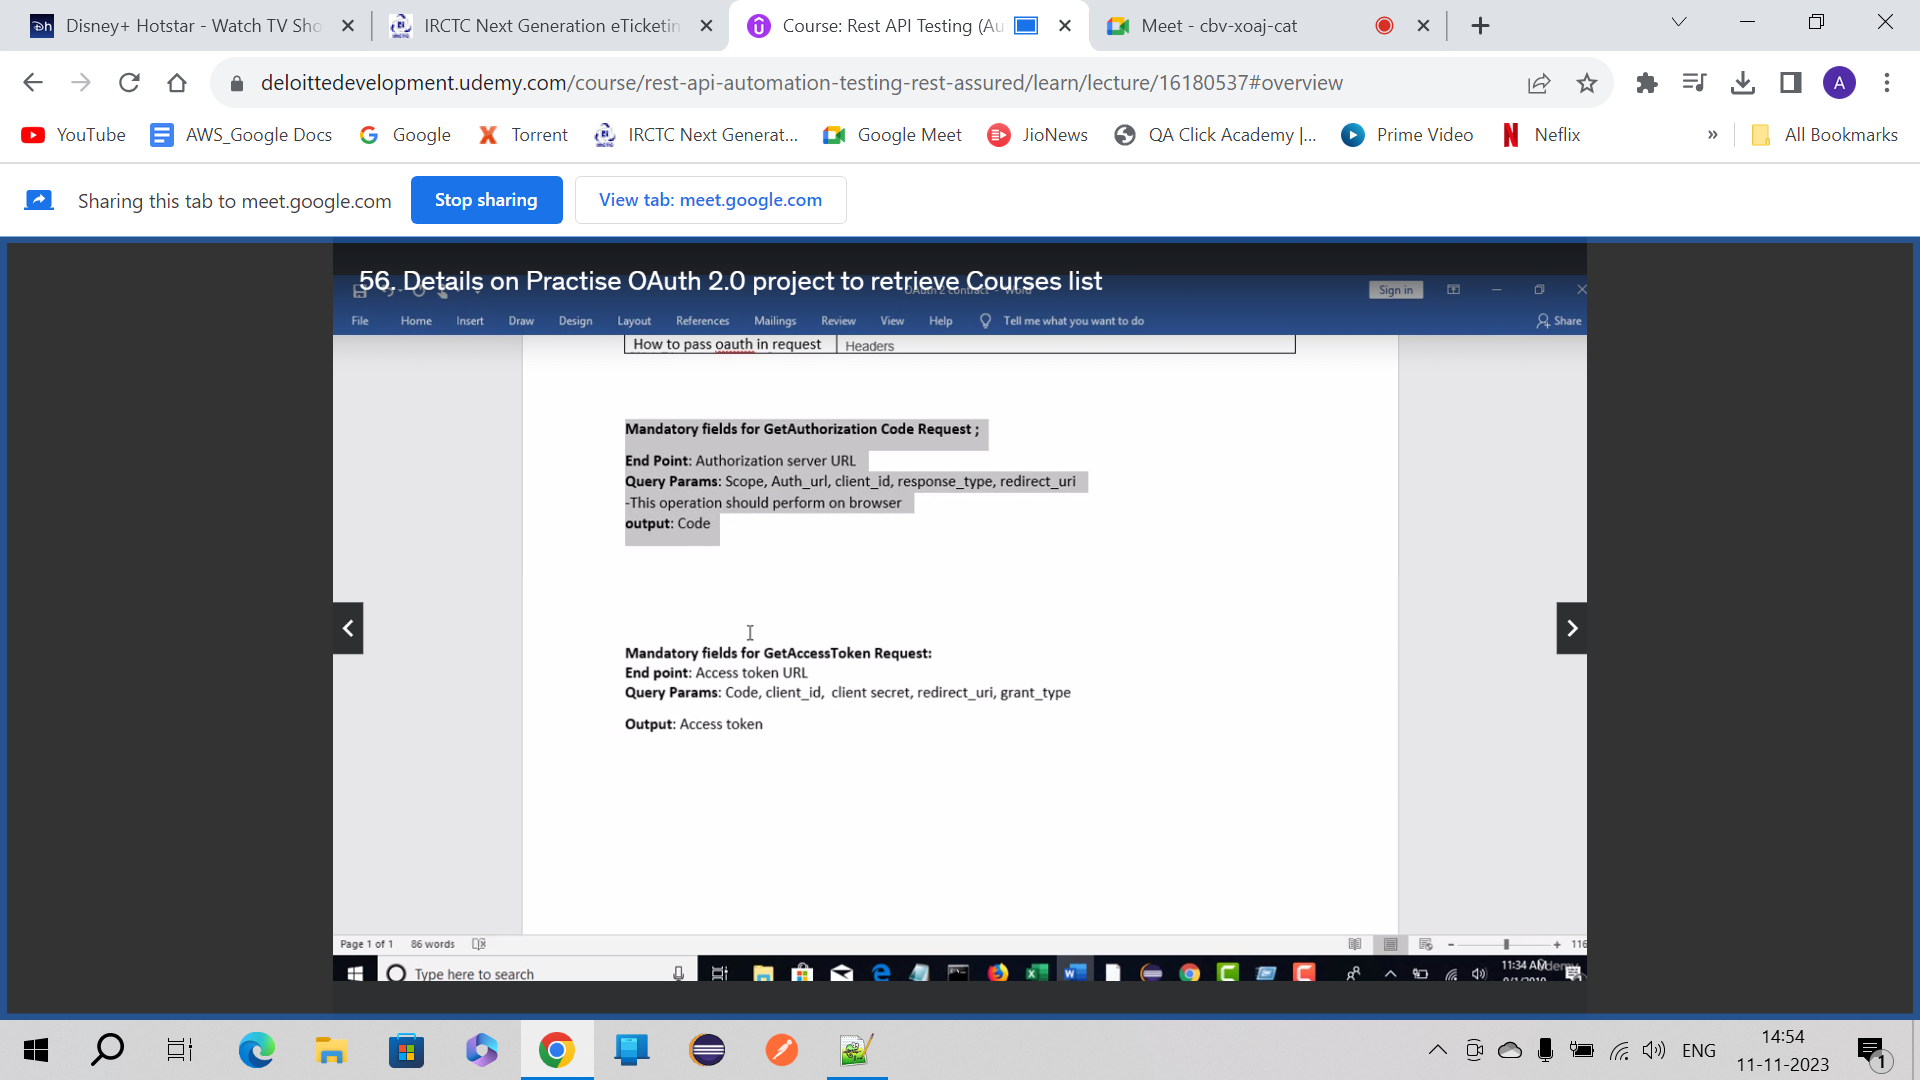 Disney+ Hotstar - Watch TV Sho
IRCTC Next Generation eTicketin
Course: Rest API Testing (Au
Meet - cbv-xoaj-cat
deloittedevelopment.udemy.com/course/rest-api-automation-testing-rest-assured/learn/lecture/16180537#overview
A
YouTube
AWS_Google Docs
Google
Torrent
IRCTC Next Generat...
Google Meet
JioNews
QA Click Academy |...
Prime Video
Neflix
»
All Bookmarks
Sharing this tab to meet.google.com
Stop sharing
View tab: meet.google.com
56. Details on Practise OAuth 2.0 project to retrieve Courses list
Sign in
File Home Insert Draw Design Layout References Mailings Review View Help Tell me what you want to do Share
How to pass oauth in request Headers
Mandatory fields for GetAuthorization Code Request ;
End Point: Authorization server URL
Query Params: Scope, Auth_url, client_id, response_type, redirect_uri
-This operation should perform on browser
output: Code
Mandatory fields for GetAccessToken Request:
End point: Access token URL
Query Params: Code, client_id, client secret, redirect_uri, grant_type
Output: Access token
Page 1 of 1 86 words
116
Type here to search
11:34 AM
ENG
14:54
11-11-2023
1